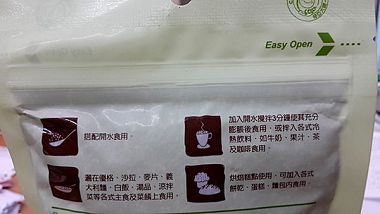 Easy Open
搭配開水食用。
加入開水攪拌3分鐘使其充分
膨脹後食用，或拌入各式冷
熱飲料，如牛奶、果汁、茶
及咖啡食用。
灑在優格、沙拉、麥片、義
大利麵、白飯、湯品、涼拌
菜等各式主食及菜餚上食用。
烘焙糕點使用，可加入各式
餅乾、蛋糕、麵包內食用。